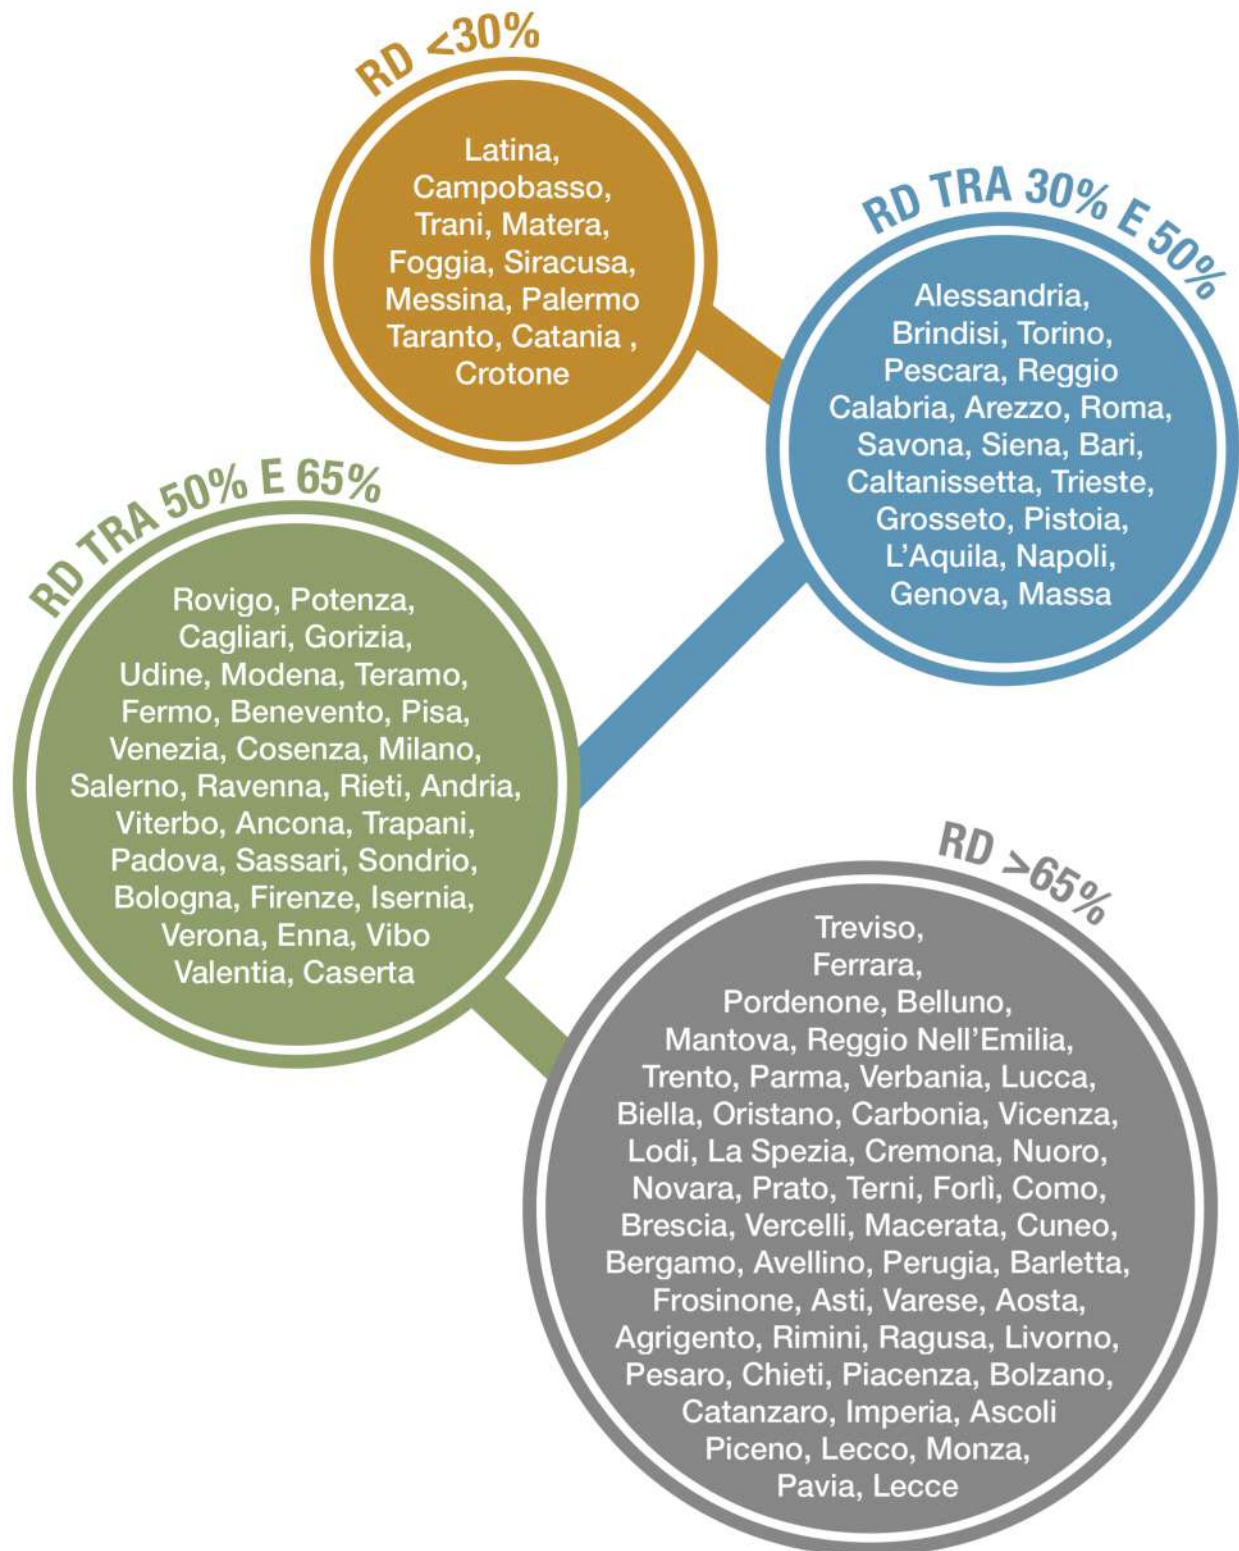 RD <30%
Latina,
Campobasso,
Trani, Matera,
Foggia, Siracusa,
Messina, Palermo
Taranto, Catania ,
Crotone
RD TRA 30% E 50%
Alessandria,
Brindisi, Torino,
Pescara, Reggio
Calabria, Arezzo, Roma,
Savona, Siena, Bari,
Caltanissetta, Trieste,
Grosseto, Pistoia,
L’Aquila, Napoli,
Genova, Massa
RD TRA 50% E 65%
Rovigo, Potenza,
Cagliari, Gorizia,
Udine, Modena, Teramo,
Fermo, Benevento, Pisa,
Venezia, Cosenza, Milano,
Salerno, Ravenna, Rieti, Andria,
Viterbo, Ancona, Trapani,
Padova, Sassari, Sondrio,
Bologna, Firenze, Isernia,
Verona, Enna, Vibo
Valentia, Caserta
RD >65%
Treviso,
Ferrara,
Pordenone, Belluno,
Mantova, Reggio Nell’Emilia,
Trento, Parma, Verbania, Lucca,
Biella, Oristano, Carbonia, Vicenza,
Lodi, La Spezia, Cremona, Nuoro,
Novara, Prato, Terni, Forlì, Como,
Brescia, Vercelli, Macerata, Cuneo,
Bergamo, Avellino, Perugia, Barletta,
Frosinone, Asti, Varese, Aosta,
Agrigento, Rimini, Ragusa, Livorno,
Pesaro, Chieti, Piacenza, Bolzano,
Catanzaro, Imperia, Ascoli
Piceno, Lecco, Monza,
Pavia, Lecce